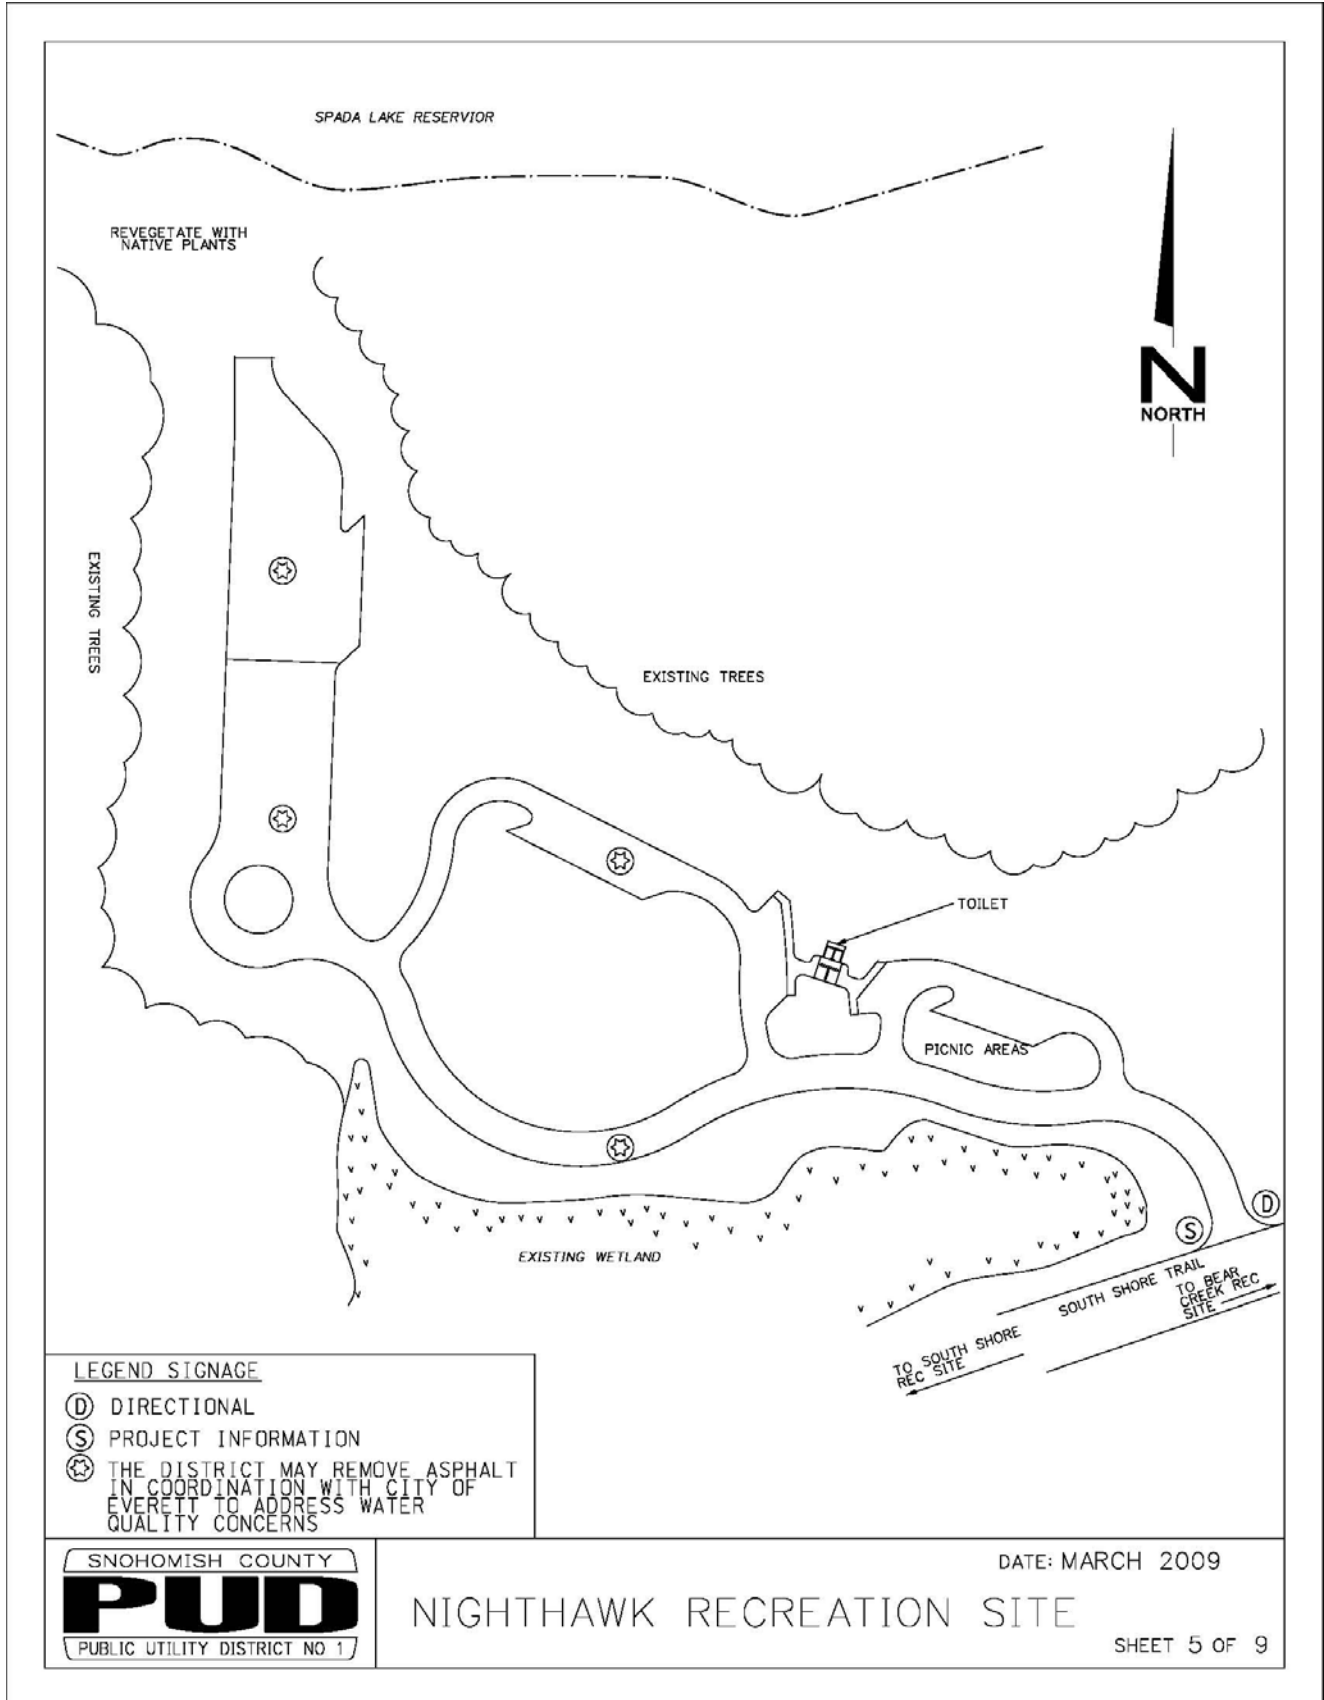 SPADA LAKE RESERVIOR
REVEGETATE WITH
NATIVE PLANTS
N
NORTH
EXISTING TREES
EXISTING TREES
TOILET
PICNIC AREAS
D
S
EXISTING WETLAND
SOUTH SHORE TRAIL
TO BEAR
CREEK REC
SITE
TO SOUTH SHORE
REC SITE
LEGEND SIGNAGE
D DIRECTIONAL
S PROJECT INFORMATION
THE DISTRICT MAY REMOVE ASPHALT
IN COORDINATION WITH CITY OF
EVERETT TO ADDRESS WATER
QUALITY CONCERNS
SNOHOMISH COUNTY
PUD
PUBLIC UTILITY DISTRICT NO 1
DATE: MARCH 2009
NIGHTHAWK RECREATION SITE
SHEET 5 OF 9